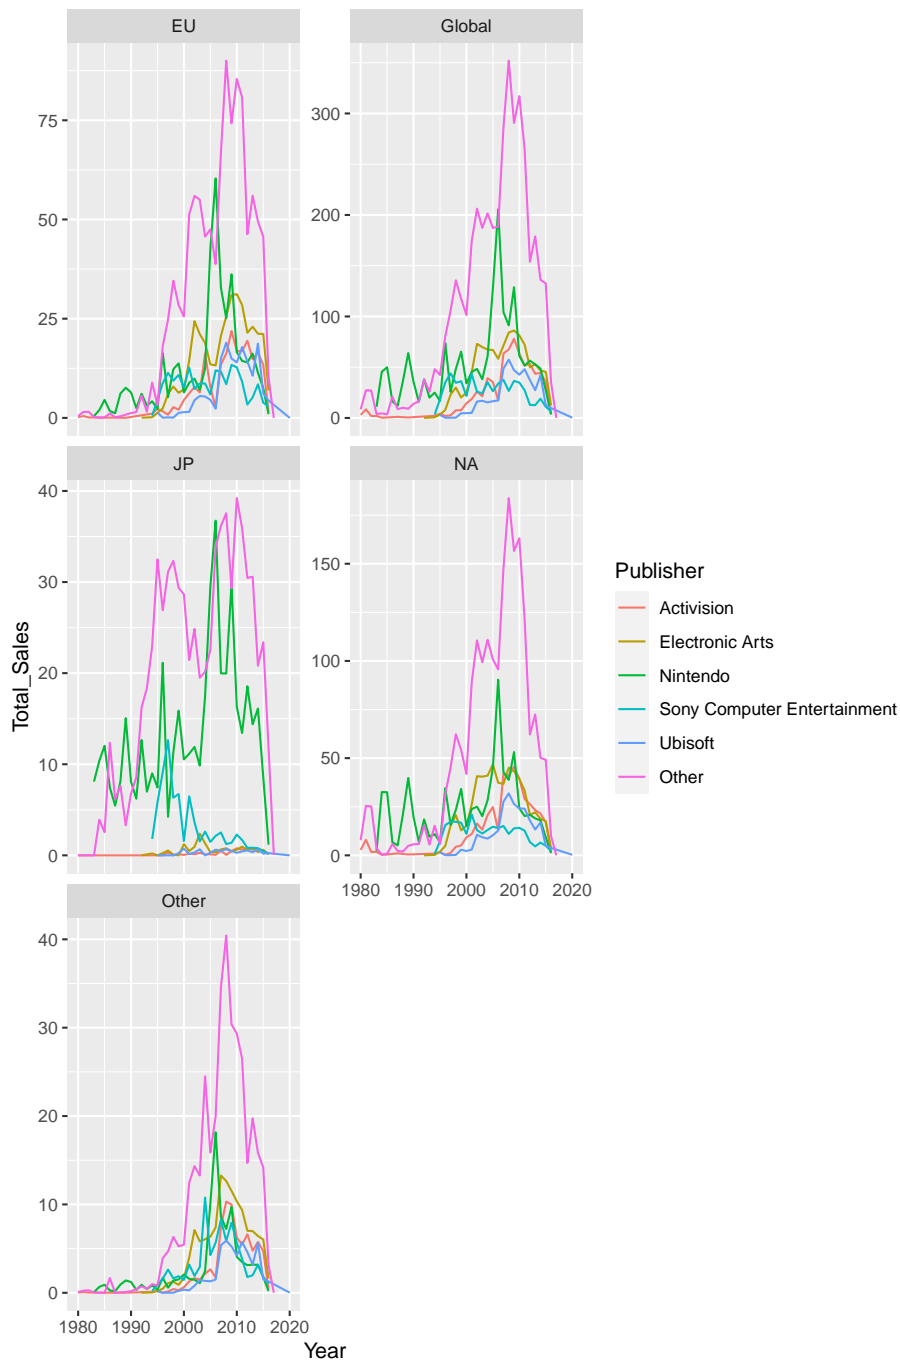 EU
Global
75
50
25
0
300
200
100
0
JP
NA
40
30
20
10
0
150
100
50
0
1980 1990 2000 2010 2020
Other
40
30
20
10
0
1980 1990 2000 2010 2020
Year
Total_Sales
Publisher
Activision
Electronic Arts
Nintendo
Sony Computer Entertainment
Ubisoft
Other